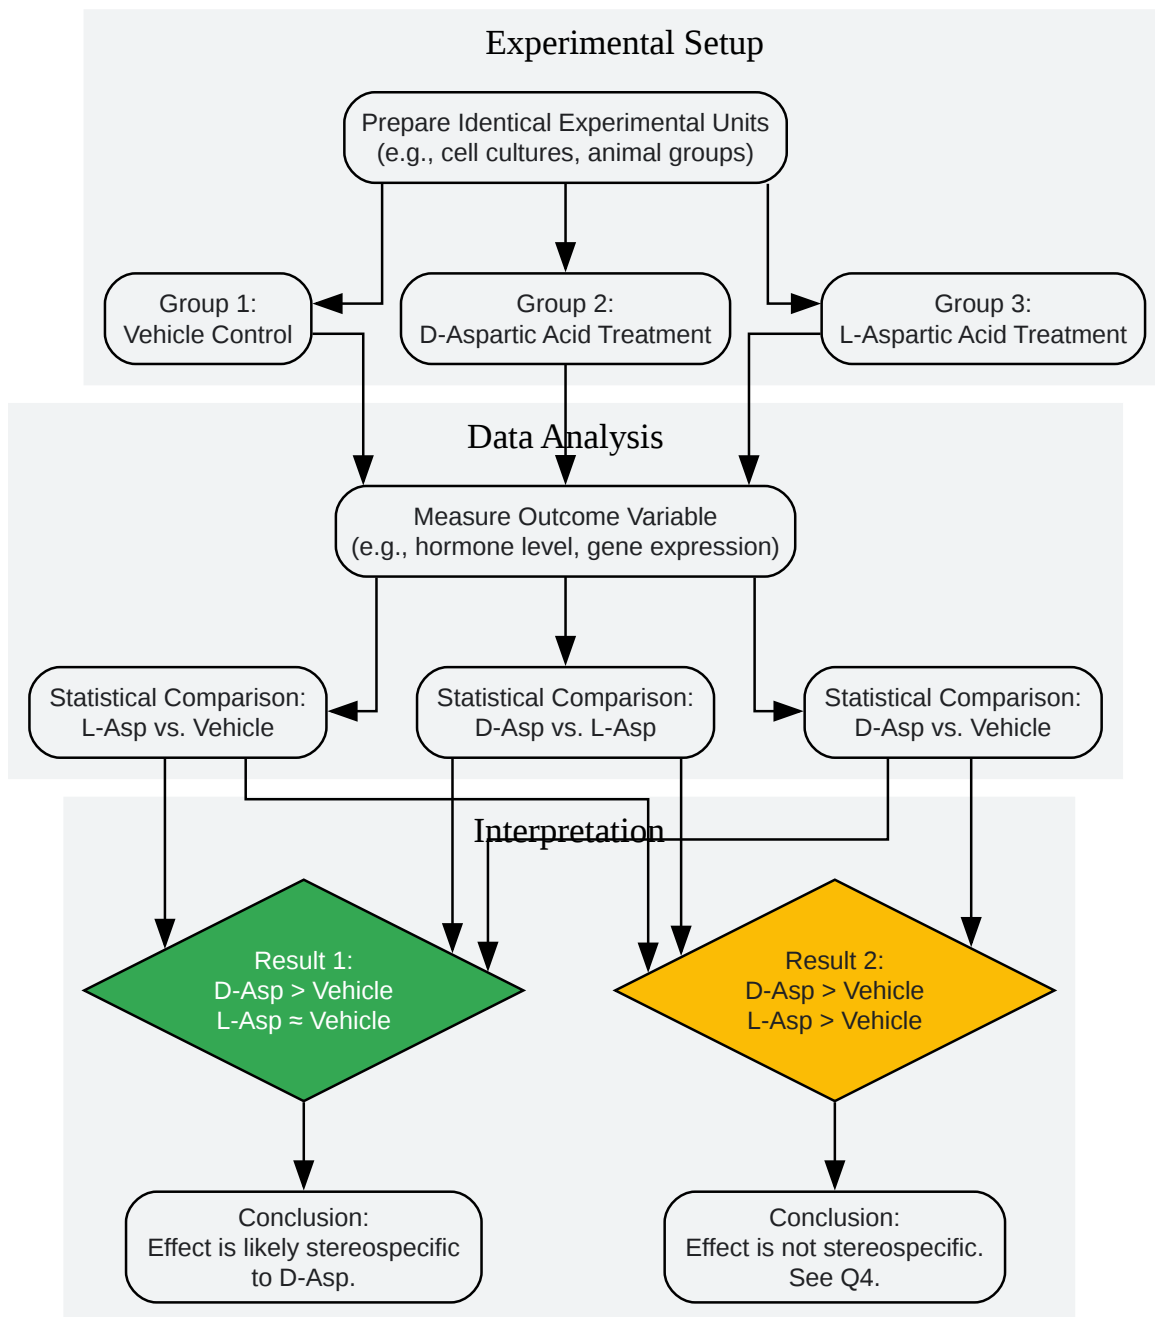 Experimental Setup
Prepare Identical Experimental Units
(e.g., cell cultures, animal groups)
Group 1:
Vehicle Control
Group 2:
D-Aspartic Acid Treatment
Group 3:
L-Aspartic Acid Treatment
Data Analysis
Measure Outcome Variable
(e.g., hormone level, gene expression)
Statistical Comparison:
L-Asp vs. Vehicle
Statistical Comparison:
D-Asp vs. L-Asp
Statistical Comparison:
D-Asp vs. Vehicle
Interpretation
Result 1:
D-Asp > Vehicle
L-Asp ≈ Vehicle
Result 2:
D-Asp > Vehicle
L-Asp > Vehicle
Conclusion:
Effect is likely stereospecific
to D-Asp.
Conclusion:
Effect is not stereospecific.
See Q4.